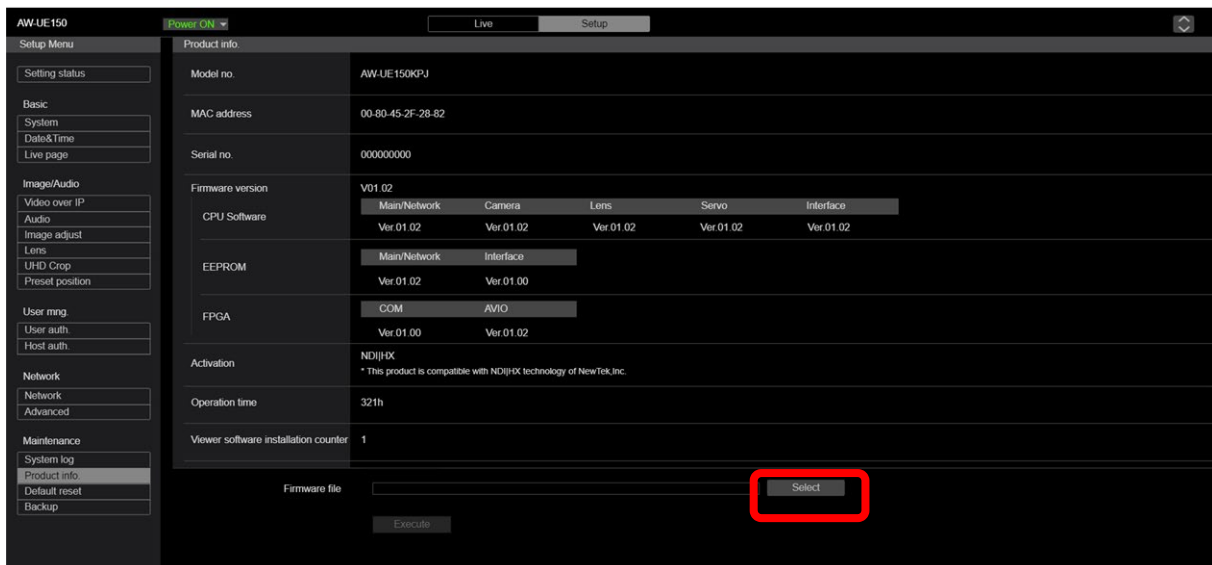 AW-UE150 Power ON Live Setup
Setup Menu Product info.
Setting status
Basic
System
Date&Time
Live page
Image/Audio
Video over IP
Audio
Image adjust
Lens
UHD Crop
Preset position
User mng.
User auth.
Host auth.
Network
Network
Advanced
Maintenance
System log
Product info.
Default reset
Backup
Model no. AW-UE150KPJ
MAC address 00-80-45-2F-28-82
Serial no. 000000000
Firmware version V01.02
CPU Software
Main/Network Camera Lens Servo Interface
Ver.01.02 Ver.01.02 Ver.01.02 Ver.01.02 Ver.01.02
EEPROM
Main/Network Interface
Ver.01.02 Ver.01.00
FPGA
COM AVIO
Ver.01.00 Ver.01.02
Activation
NDI|HX
* This product is compatible with NDI|HX technology of NewTek,Inc.
Operation time 321h
Viewer software installation counter 1
Firmware file Select
Execute